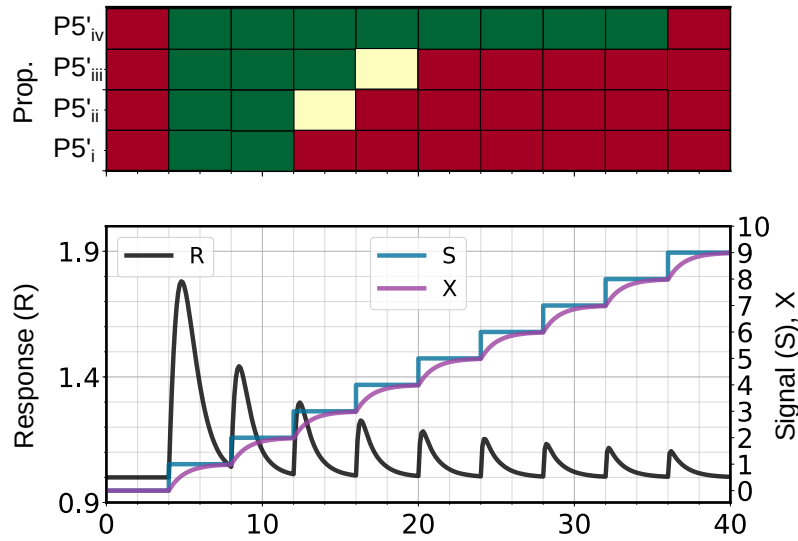 Prop.
P5'iv
P5'iii
P5'ii
P5'i
Response (R)
1.9
1.4
0.9
R
S
X
10
9
8
7
6
5
4
3
2
1
0
Signal (S), X
0 10 20 30 40